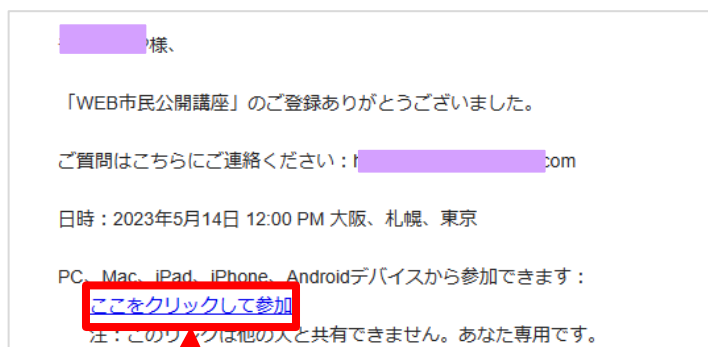 様、
「WEB市民公開講座」のご登録ありがとうございました。
ご質問はこちらにご連絡ください：h com
日時：2023年5月14日 12:00 PM 大阪、札幌、東京
PC、Mac、iPad、iPhone、Androidデバイスから参加できます：
ここをクリックして参加
注：このリンクは他の人と共有できません。あなた専用です。